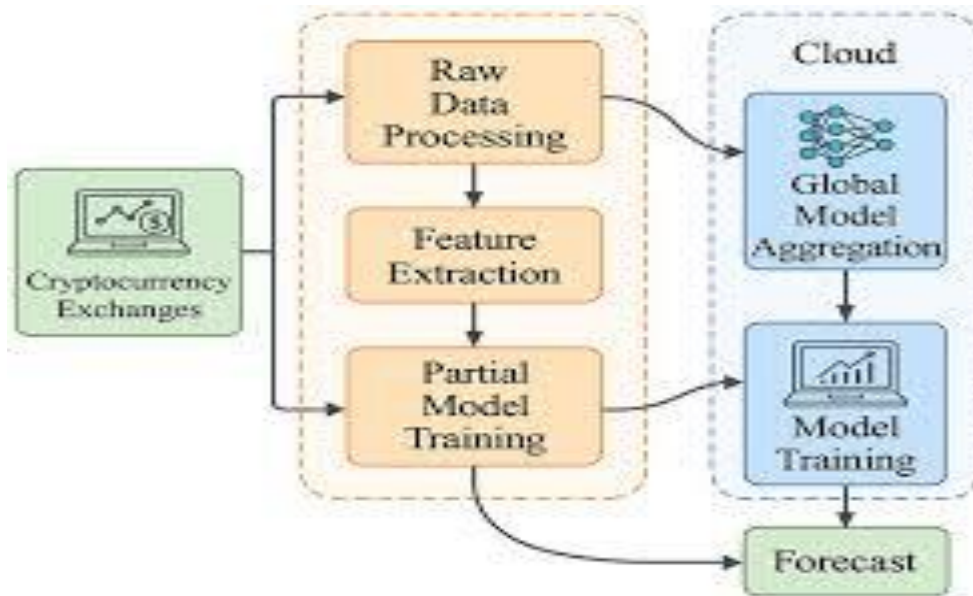 Raw
Data
Processing
Feature
Extraction
Partial
Model
Training
Cryptocurrency
Exchanges
Cloud
Global
Model
Aggregation
Model
Training
Forecast